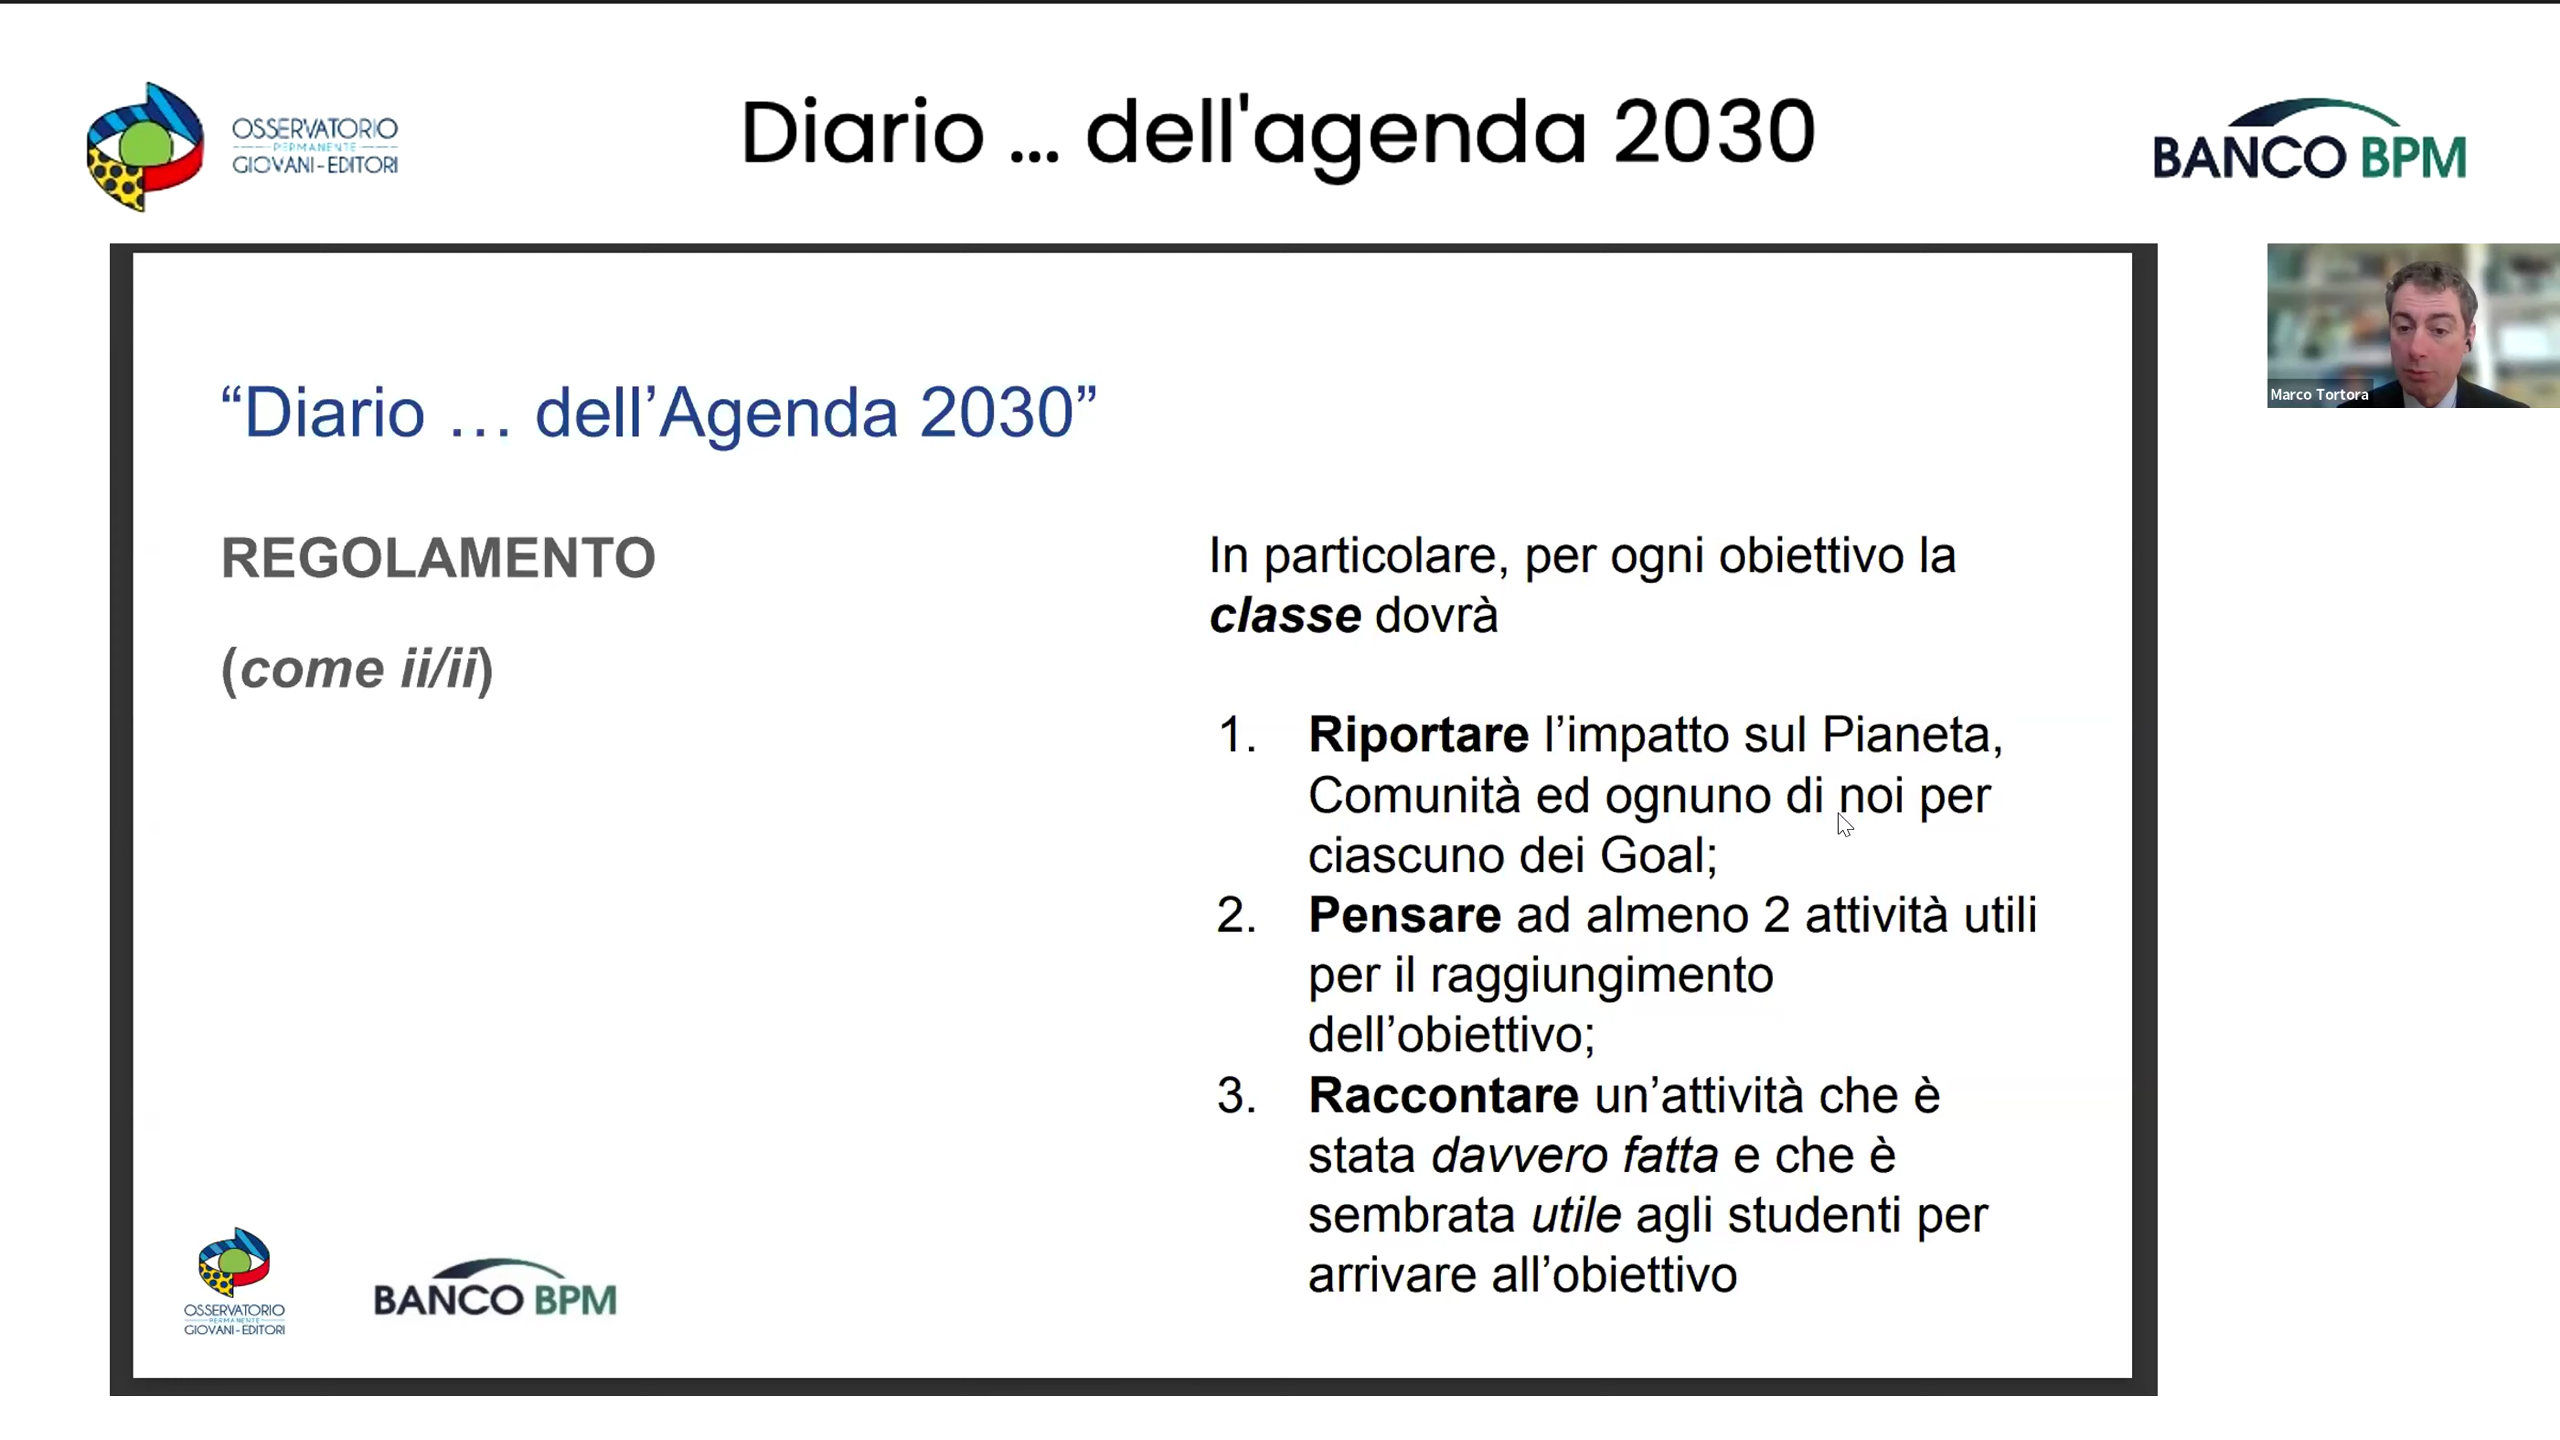 OSSERVATORIO
PERMANENTE
GIOVANI-EDITORI
Diario ... dell'agenda 2030
BANCO BPM
Marco Tortora
“Diario … dell’Agenda 2030”
REGOLAMENTO
(come ii/ii)
In particolare, per ogni obiettivo la
classe dovrà
1. Riportare l’impatto sul Pianeta,
Comunità ed ognuno di noi per
ciascuno dei Goal;
2. Pensare ad almeno 2 attività utili
per il raggiungimento
dell’obiettivo;
3. Raccontare un’attività che è
stata davvero fatta e che è
sembrata utile agli studenti per
arrivare all’obiettivo
OSSERVATORIO
PERMANENTE
GIOVANI-EDITORI
BANCO BPM